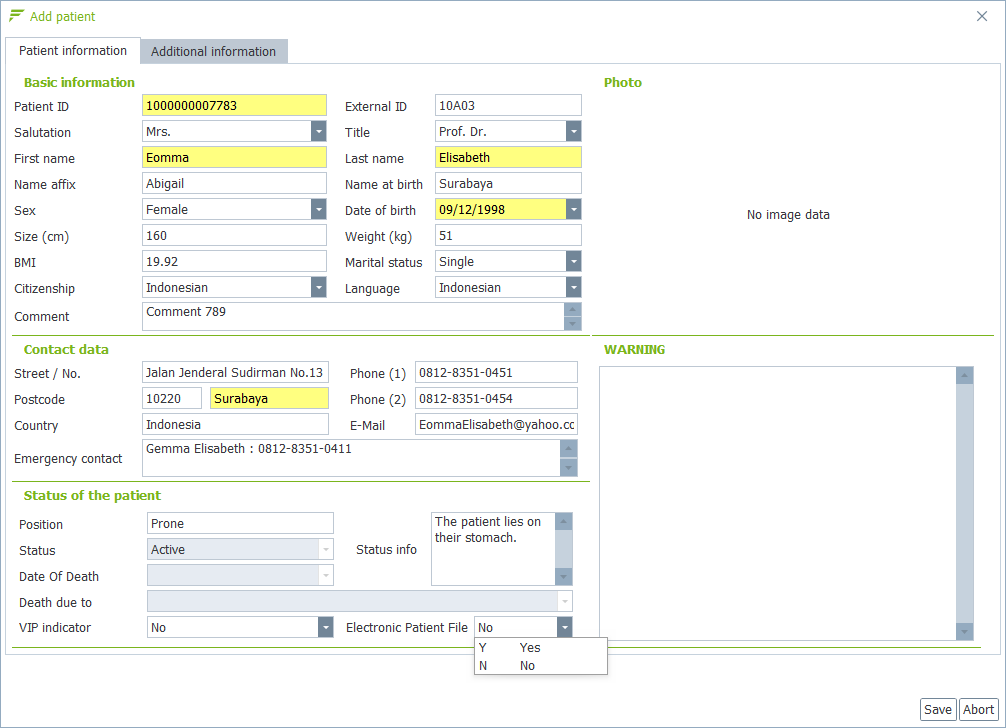 Add patient
Patient information Additional information
Basic information
Patient ID 1000000007783 External ID 10A03
Salutation Mrs. Title Prof. Dr.
First name Eomma Last name Elisabeth
Name affix Abigail Name at birth Surabaya
Sex Female Date of birth 09/12/1998
Size (cm) 160 Weight (kg) 51
BMI 19.92 Marital status Single
Citizenship Indonesian Language Indonesian
Comment Comment 789
Photo
No image data
Contact data
Street / No. Jalan Jenderal Sudirman No.13 Phone (1) 0812-8351-0451
Postcode 10220 Surabaya Phone (2) 0812-8351-0454
Country Indonesia E-Mail EommaElisabeth@yahoo.cc
Emergency contact Gemma Elisabeth : 0812-8351-0411
WARNING
Status of the patient
Position Prone
Status Active Status info The patient lies on
their stomach.
Date Of Death
Death due to
VIP indicator No Electronic Patient File No
Y Yes
N No
Save Abort